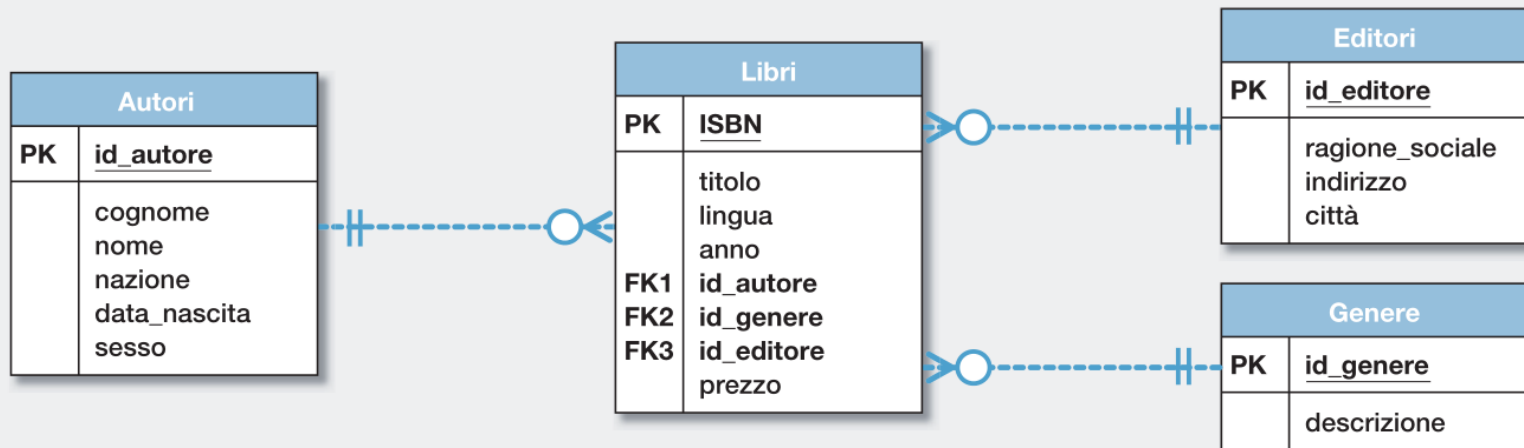 Autori
PK id_autore
cognome
nome
nazione
data_nascita
sesso
Libri
PK ISBN
titolo
lingua
anno
FK1 id_autore
FK2 id_genere
FK3 id_editore
prezzo
Editori
PK id_editore
ragione_sociale
indirizzo
città
Genere
PK id_genere
descrizione